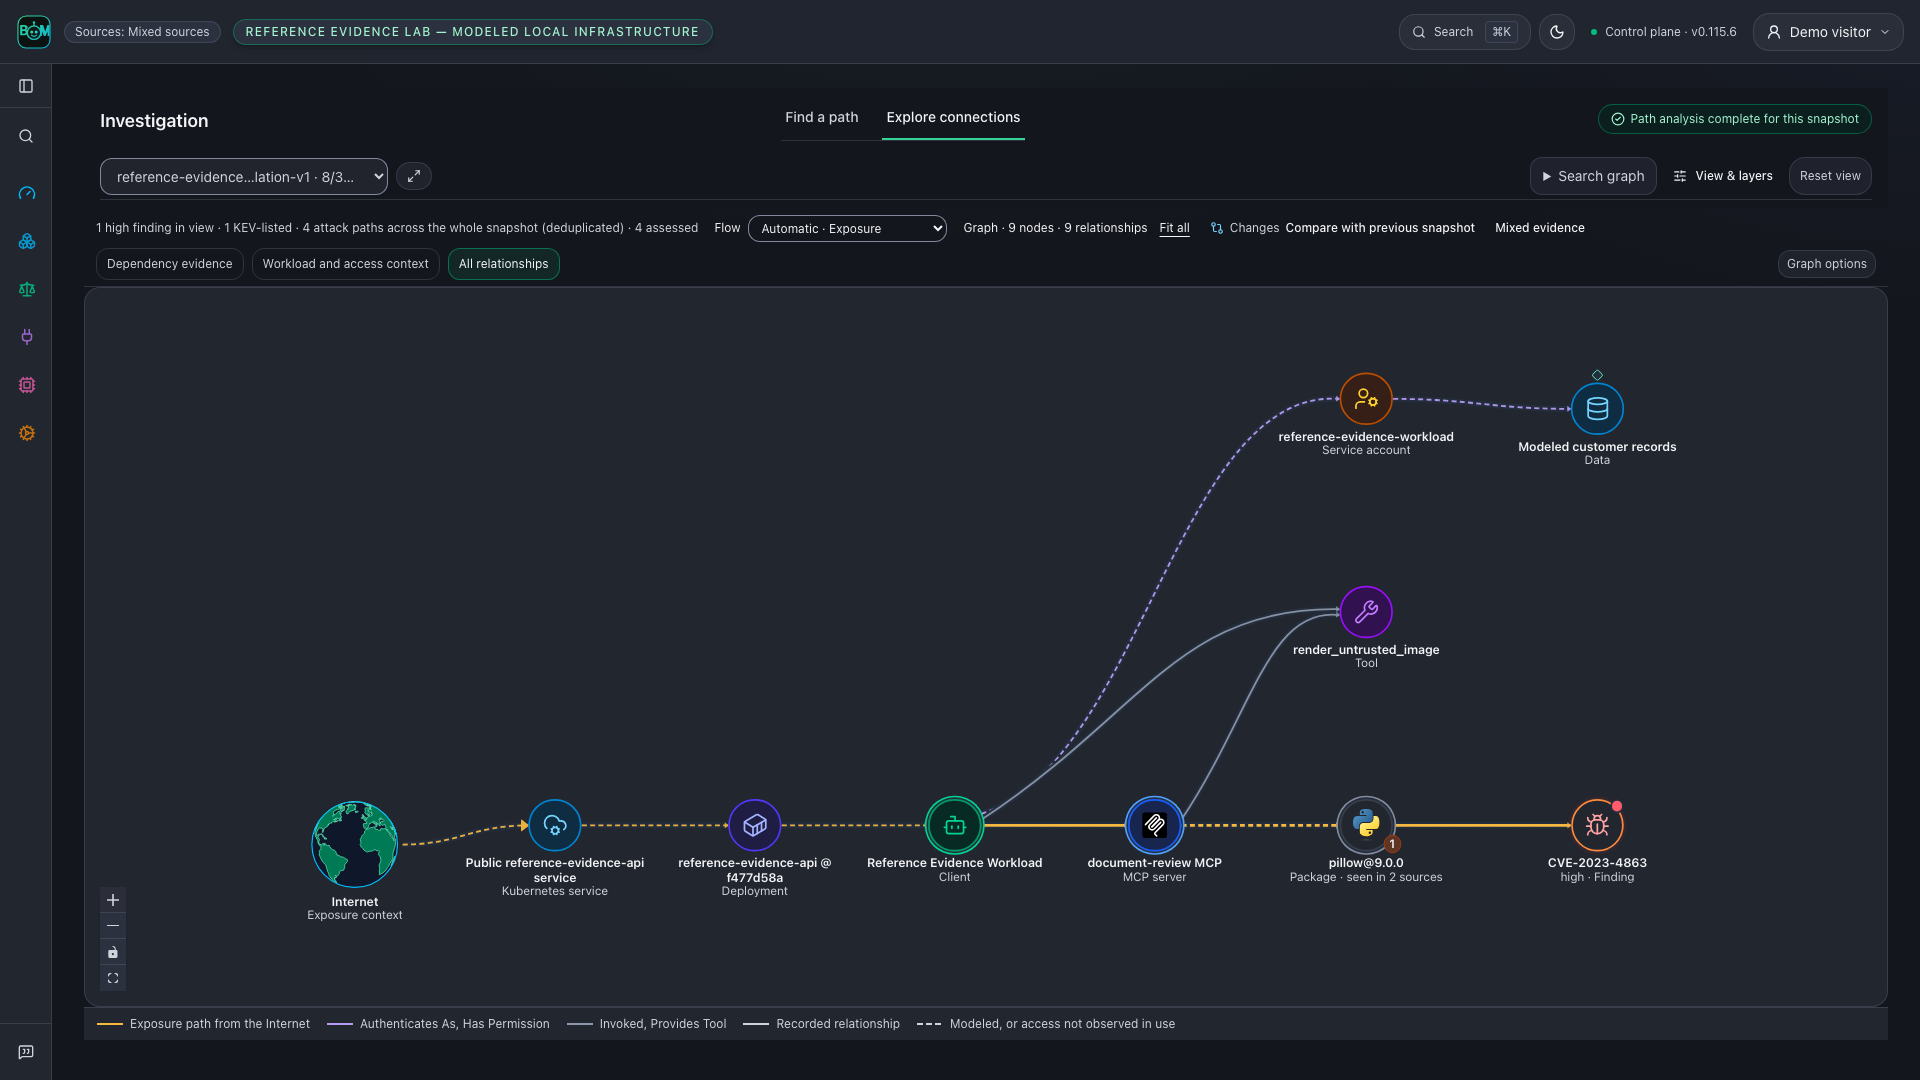 BOM
Sources: Mixed sources
REFERENCE EVIDENCE LAB — MODELED LOCAL INFRASTRUCTURE
Search ⌘K
Control plane · v0.115.6
Demo visitor
Investigation
Find a path
Explore connections
Path analysis complete for this snapshot
reference-evidence...lation-v1 · 8/3...
Search graph
View & layers
Reset view
1 high finding in view · 1 KEV-listed · 4 attack paths across the whole snapshot (deduplicated) · 4 assessed
Flow
Automatic · Exposure
Graph · 9 nodes · 9 relationships
Fit all
Changes
Compare with previous snapshot
Mixed evidence
Dependency evidence
Workload and access context
All relationships
Graph options
reference-evidence-workload
Service account
Modeled customer records
Data
render_untrusted_image
Tool
Internet
Exposure context
Public reference-evidence-api
service
Kubernetes service
reference-evidence-api @
f477d58a
Deployment
Reference Evidence Workload
Client
document-review MCP
MCP server
1
pillow@9.0.0
Package · seen in 2 sources
CVE-2023-4863
high · Finding
Exposure path from the Internet
Authenticates As, Has Permission
Invoked, Provides Tool
Recorded relationship
Modeled, or access not observed in use